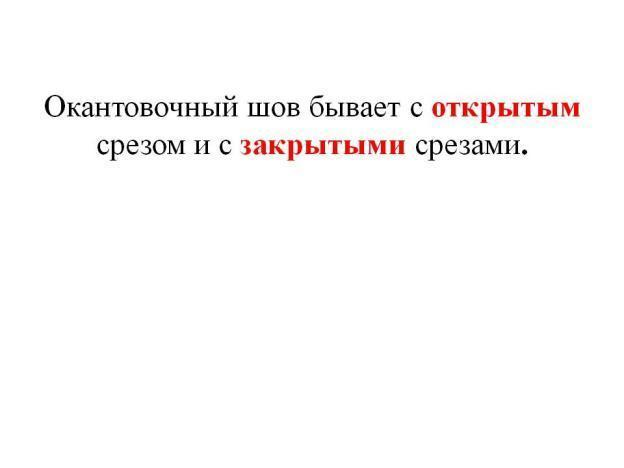 Окантовочный шов бывает с открытым
срезом и с закрытыми срезами.